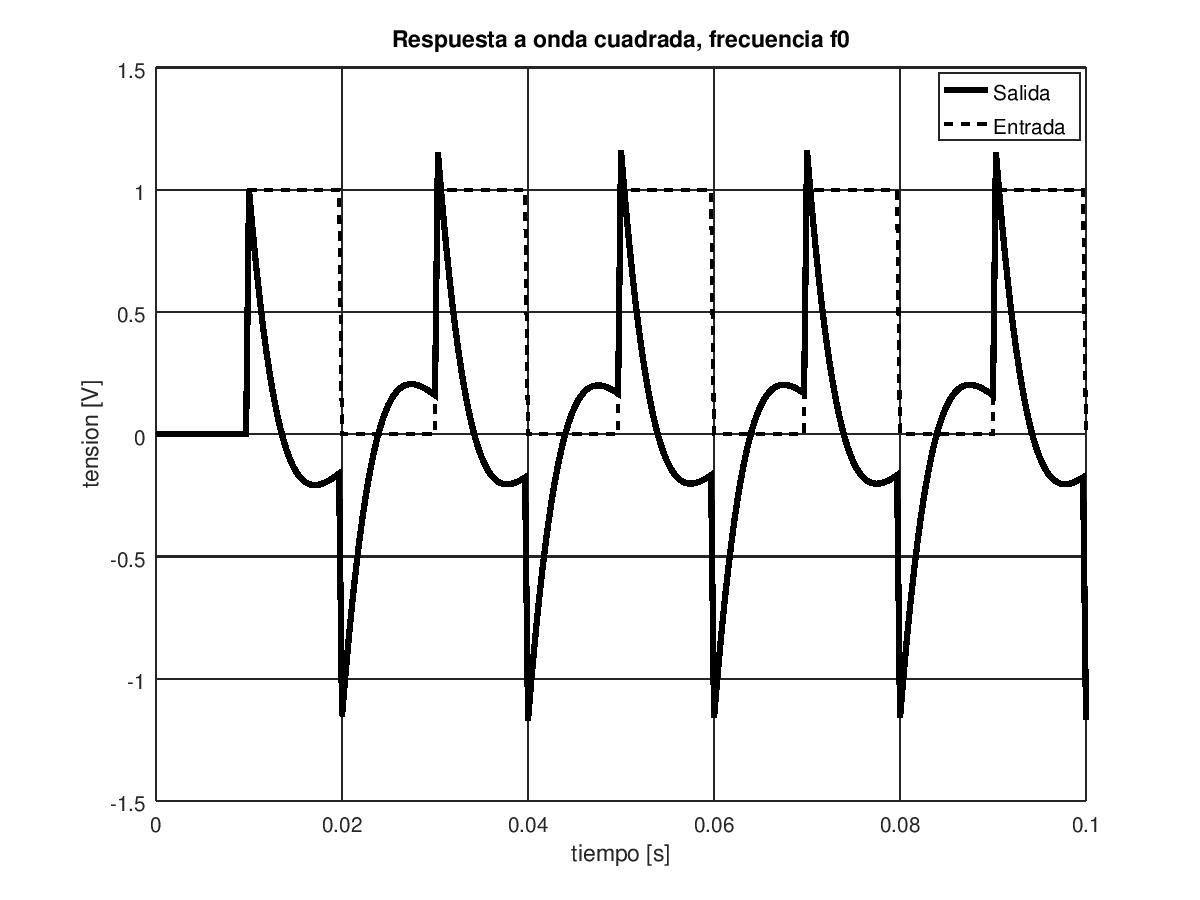 Respuesta a onda cuadrada, frecuencia f0
1.5
Salida
Entrada
1
0.5
0
-0.5
-1
-1.5
tension [V]
0
0.02
0.04
0.06
0.08
0.1
tiempo [s]